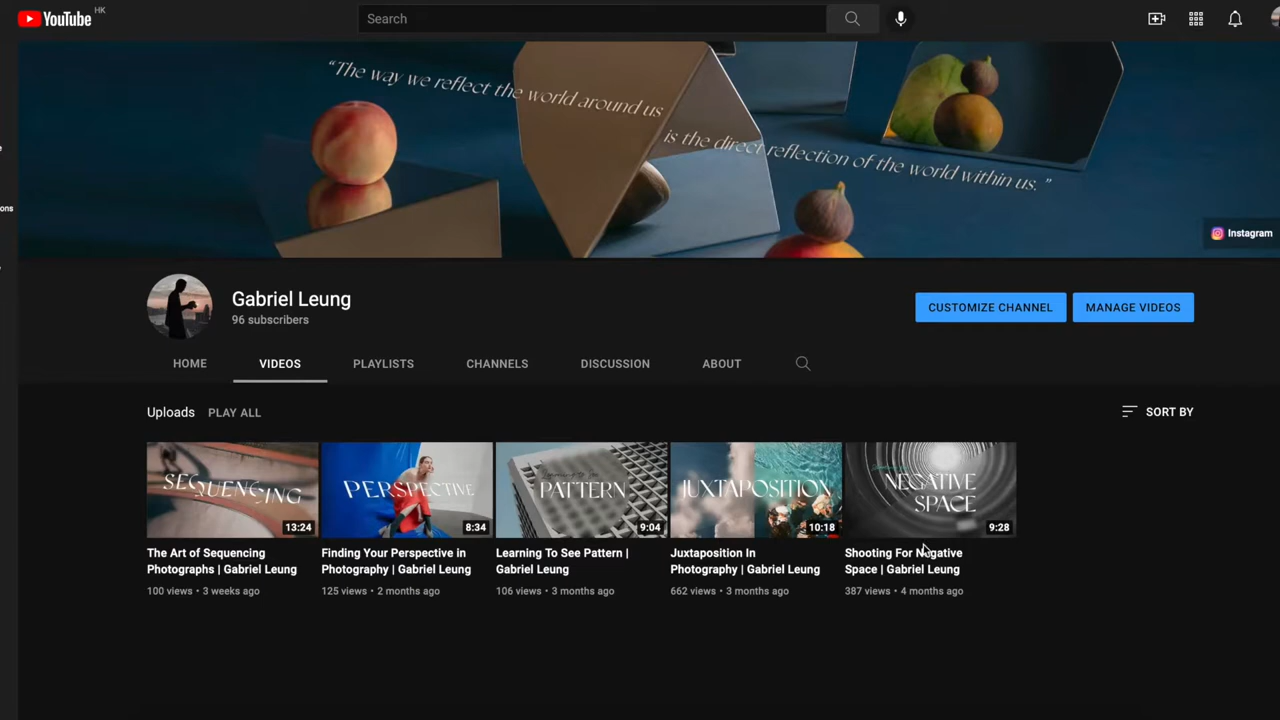 YouTube HK
Search
"The way we reflect the world around us
is the direct reflection of the world within us."
Instagram
Gabriel Leung
96 subscribers
CUSTOMIZE CHANNEL
MANAGE VIDEOS
HOME
VIDEOS
PLAYLISTS
CHANNELS
DISCUSSION
ABOUT
ons
Uploads
PLAY ALL
SORT BY
SEQUENCING
13:24
PERSPECTIVE
8:34
Learning to See
PATTERN
9:04
JUXTAPOSITION
10:18
NEGATIVE
SPACE
9:28
The Art of Sequencing
Photographs | Gabriel Leung
100 views • 3 weeks ago
Finding Your Perspective in
Photography | Gabriel Leung
125 views • 2 months ago
Learning To See Pattern |
Gabriel Leung
106 views • 3 months ago
Juxtaposition In
Photography | Gabriel Leung
662 views • 3 months ago
Shooting For Negative
Space | Gabriel Leung
387 views • 4 months ago